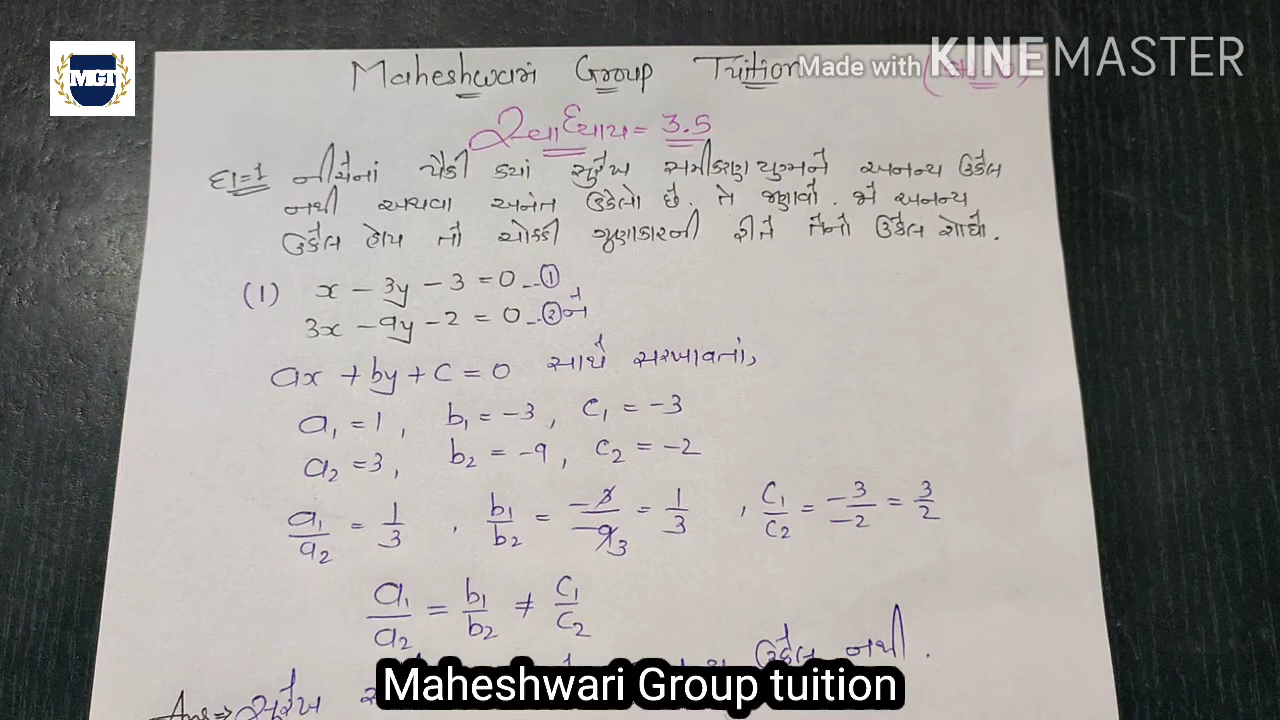 MGT
Made with KINEMASTER
Maheshwari Group Tuition
સ્વાધ્યાય = 3.5
દા=1 નીચેનાં પૈકી ક્યાં સુરેખ સમીકરણ યુગ્મને અનન્ય ઉકેલ
નથી અથવા અનંત ઉકેલો છે. તે જણાવો. જો અનન્ય
ઉકેલ હોય તો ચોકડી ગુણાકારની રીતે તેનો ઉકેલ શોધો.
(1) x - 3y - 3 = 0 -- ①
3x - 9y - 2 = 0 -- ② ને
ax + by + c = 0 સાથે સરખાવતાં,
a₁ = 1, b₁ = -3, c₁ = -3
a₂ = 3, b₂ = -9, c₂ = -2
a₁/a₂ = 1/3 , b₁/b₂ = -3/-9 3 = 1/3 , c₁/c₂ = -3/-2 = 3/2
a₁/a₂ = b₁/b₂ ≠ c₁/c₂
Ans ⇒ સુરેખ ઉકેલ નથી.
Maheshwari Group tuition